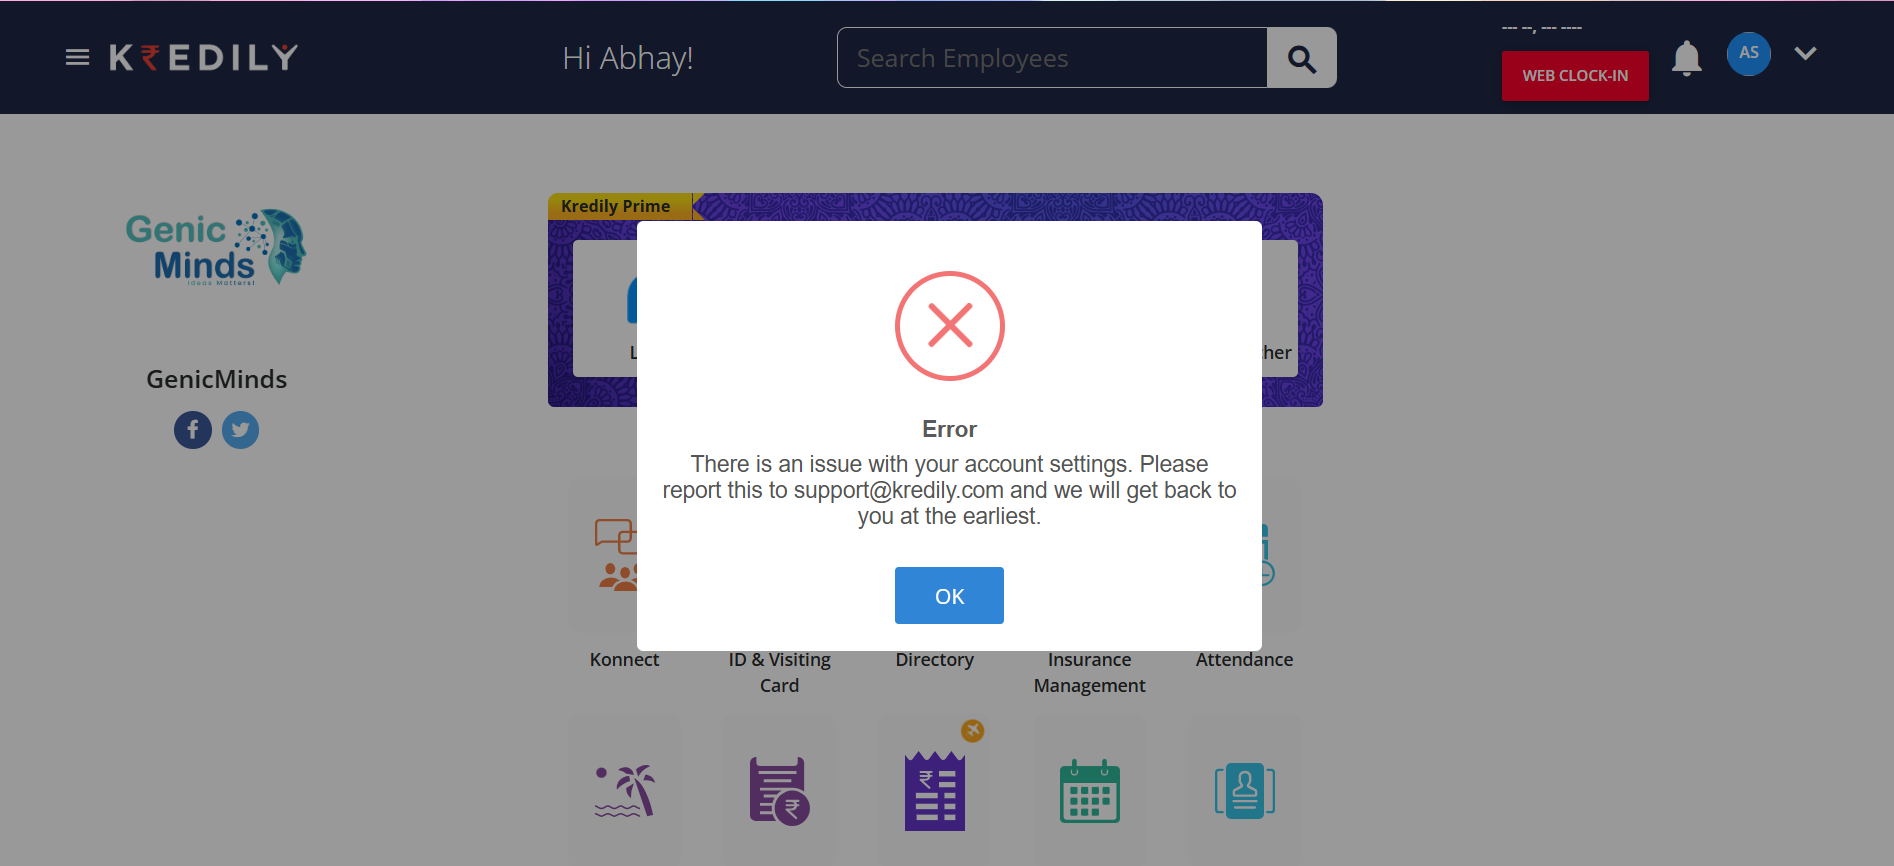 KREDILY
Hi Abhay!
Search Employees
--- --, --- ----
WEB CLOCK-IN
AS
Kredily Prime
Genic
Minds
Ideas Matters!
GenicMinds
L
her
Error
There is an issue with your account settings. Please
report this to support@kredily.com and we will get back to
you at the earliest.
OK
Konnect
ID & Visiting
Card
Directory
Insurance
Management
Attendance
₹
₹